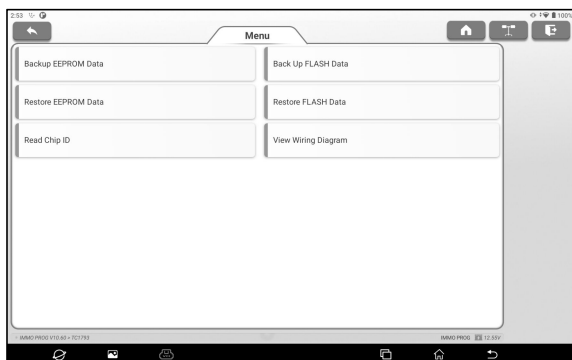 2:53
100%
Menu
Backup EEPROM Data
Back Up FLASH Data
Restore EEPROM Data
Restore FLASH Data
Read Chip ID
View Wiring Diagram
IMMO PROG V10.60 > TC1793
IMMO PROG 12.55V